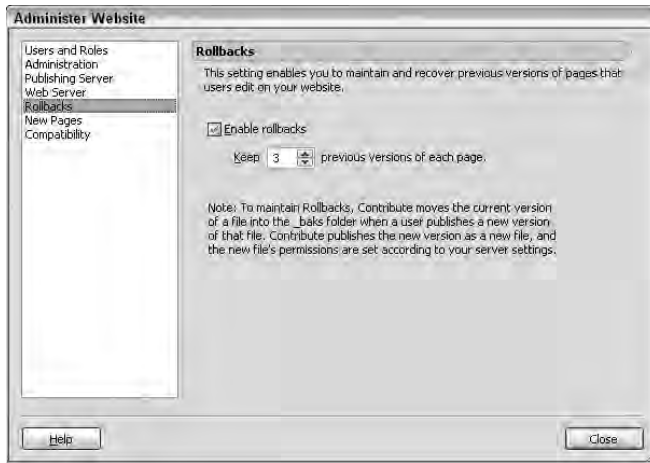 Administer Website
Users and Roles
Administration
Publishing Server
Web Server
Rollbacks
New Pages
Compatibility
Rollbacks
This setting enables you to maintain and recover previous versions of pages that
users edit on your website.
Enable rollbacks
Keep 3 previous versions of each page.
Note: To maintain Rollbacks, Contribute moves the current version
of a file into the _baks folder when a user publishes a new version
of that file. Contribute publishes the new version as a new file, and
the new file's permissions are set according to your server settings.
Help
Close